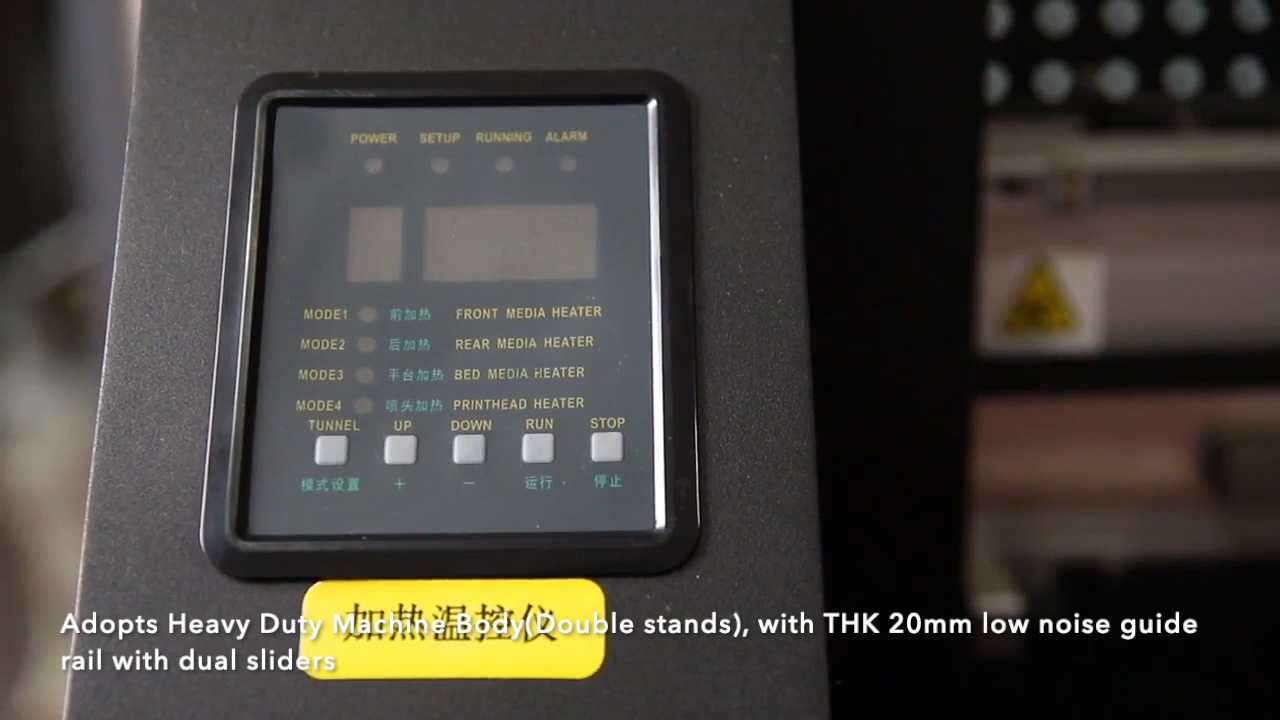 POWER SETUP RUNNING ALARM
MODE1 前加热 FRONT MEDIA HEATER
MODE2 后加热 REAR MEDIA HEATER
MODE3 平台加热 BED MEDIA HEATER
MODE4 喷头加热 PRINTHEAD HEATER
TUNNEL UP DOWN RUN STOP
模式设置 + − 运行 停止
加热温控仪
Adopts Heavy Duty Machine Body(Double stands), with THK 20mm low noise guide
rail with dual sliders